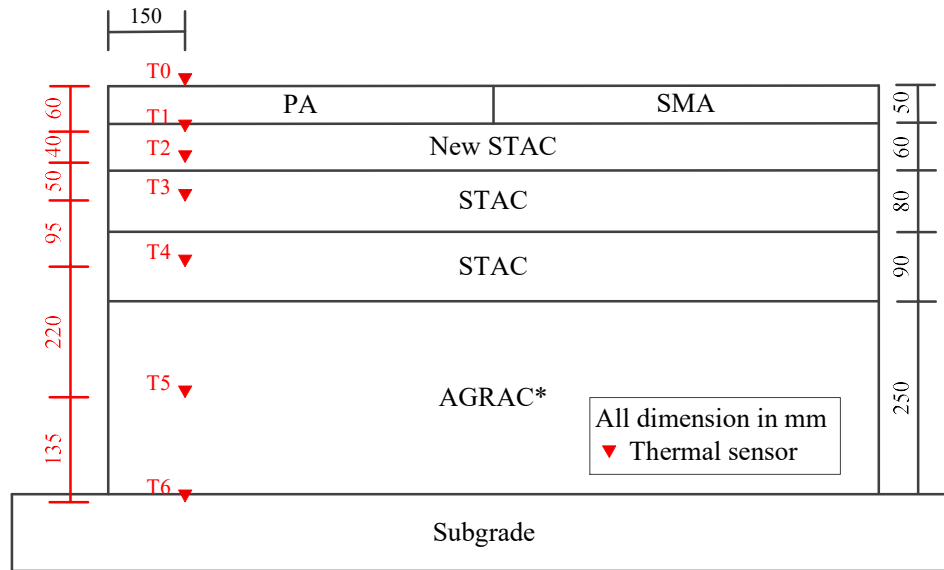 150
T0
60
PA
SMA
50
T1
40
T2
New STAC
60
50
T3
STAC
80
95
T4
STAC
90
220
T5
AGRAC*
250
All dimension in mm
Thermal sensor
135
T6
Subgrade